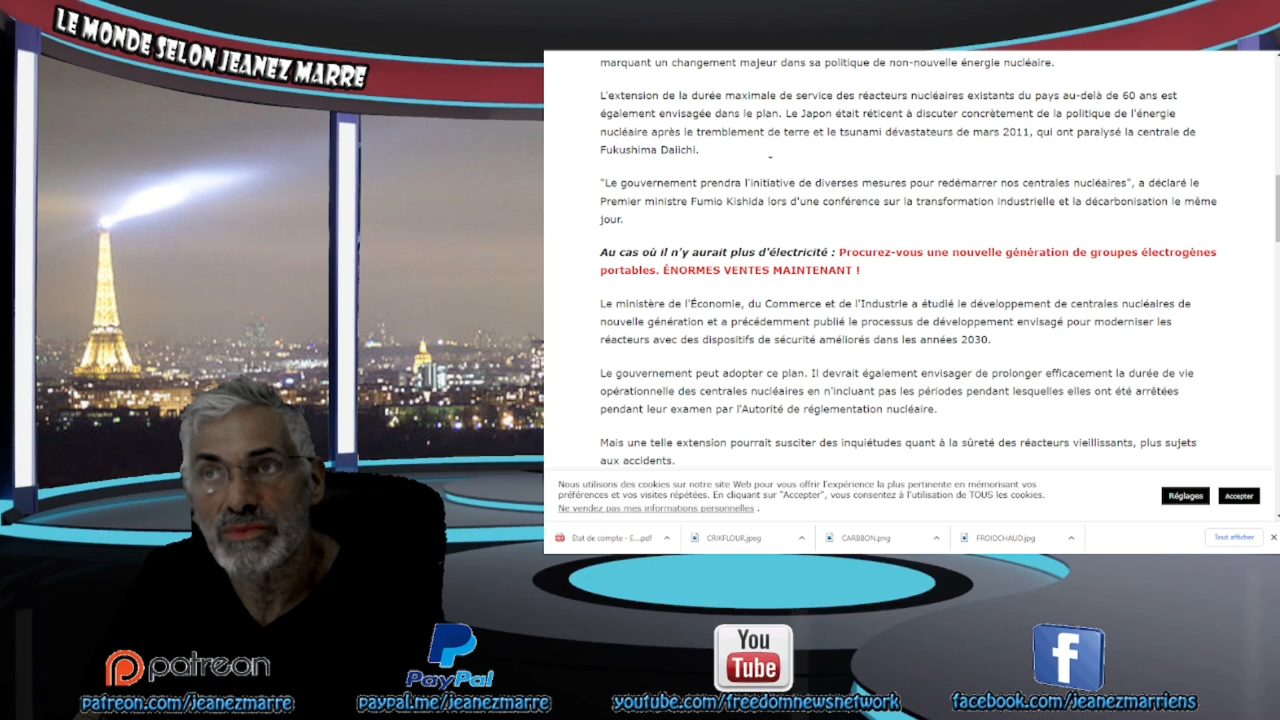 LE MONDE SELON JEANEZ MARRE
marquant un changement majeur dans sa politique de non-nouvelle énergie nucléaire.
L'extension de la durée maximale de service des réacteurs nucléaires existants du pays au-delà de 60 ans est
également envisagée dans le plan. Le Japon était réticent à discuter concrètement de la politique de l'énergie
nucléaire après le tremblement de terre et le tsunami dévastateurs de mars 2011, qui ont paralysé la centrale de
Fukushima Daiichi.
"Le gouvernement prendra l'initiative de diverses mesures pour redémarrer nos centrales nucléaires", a déclaré le
Premier ministre Fumio Kishida lors d'une conférence sur la transformation industrielle et la décarbonisation le même
jour.
Au cas où il n'y aurait plus d'électricité : Procurez-vous une nouvelle génération de groupes électrogènes
portables. ÉNORMES VENTES MAINTENANT !
Le ministère de l'Économie, du Commerce et de l'Industrie a étudié le développement de centrales nucléaires de
nouvelle génération et a précédemment publié le processus de développement envisagé pour moderniser les
réacteurs avec des dispositifs de sécurité améliorés dans les années 2030.
Le gouvernement peut adopter ce plan. Il devrait également envisager de prolonger efficacement la durée de vie
opérationnelle des centrales nucléaires en n'incluant pas les périodes pendant lesquelles elles ont été arrêtées
pendant leur examen par l'Autorité de réglementation nucléaire.
Mais une telle extension pourrait susciter des inquiétudes quant à la sûreté des réacteurs vieillissants, plus sujets
aux accidents.
Nous utilisons des cookies sur notre site Web pour vous offrir l'expérience la plus pertinente en mémorisant vos
préférences et vos visites répétées. En cliquant sur "Accepter", vous consentez à l'utilisation de TOUS les cookies.
Ne vendez pas mes informations personnelles .
Réglages
Accepter
État de compte - E....pdf
CRIKFLOUR.jpeg
CARBBON.png
FROIDCHAUD.jpg
Tout afficher
patreon
PayPal
You
Tube
patreon.com/jeanezmarre
paypal.me/jeanezmarre
youtube.com/freedomnewsnetwork
facebook.com/jeanezmarriens